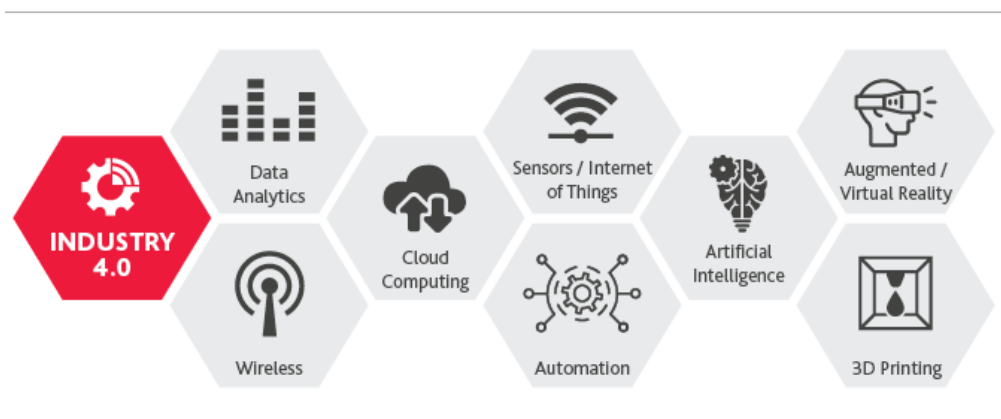 INDUSTRY
4.0
Data
Analytics
Wireless
Cloud
Computing
Sensors / Internet
of Things
Automation
Artificial
Intelligence
Augmented /
Virtual Reality
3D Printing